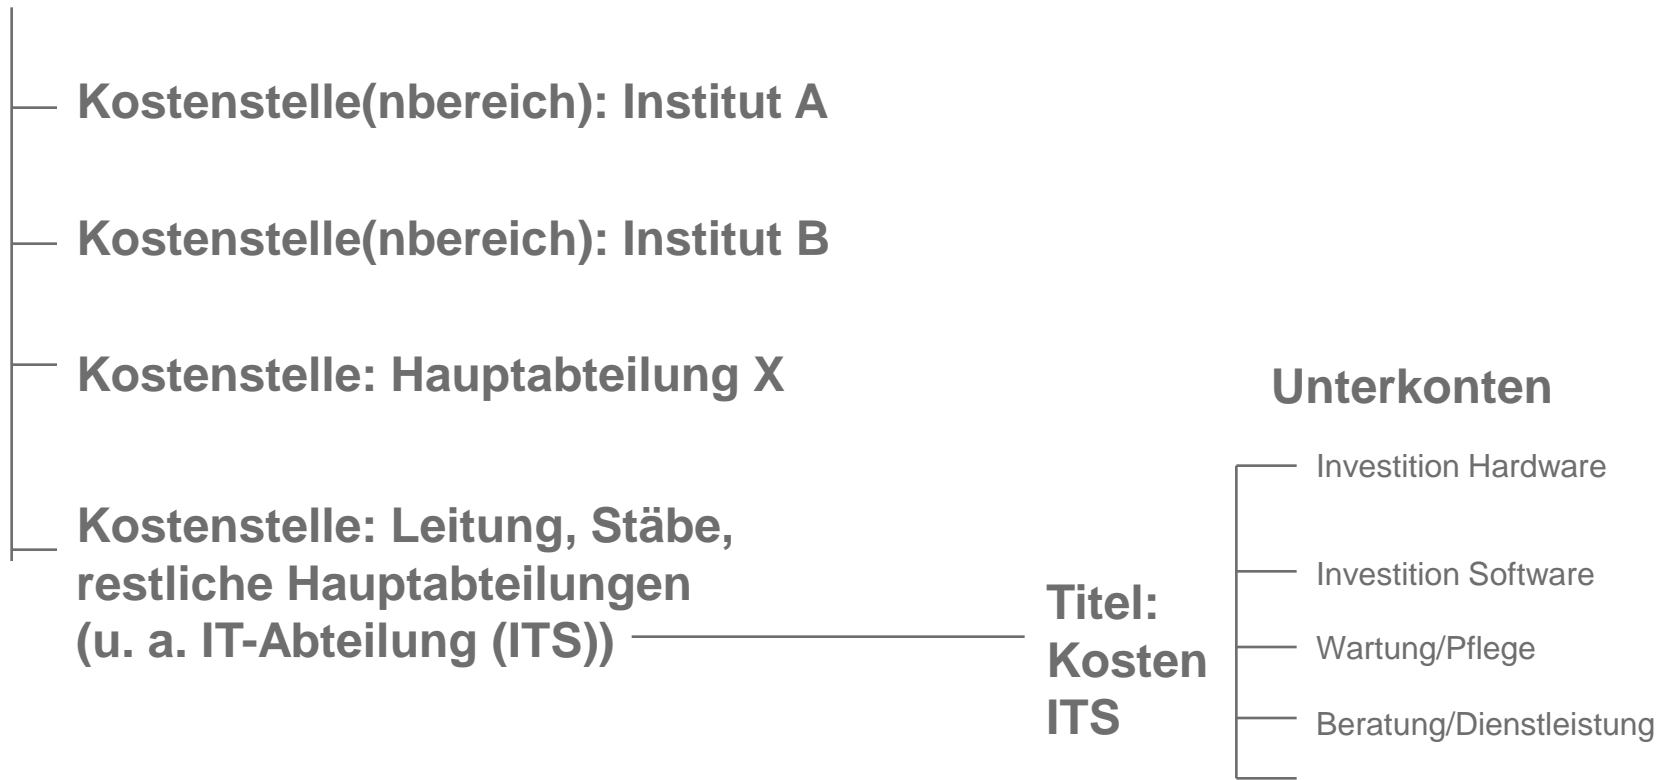 Kostenstelle(nbereich): Institut A
Kostenstelle(nbereich): Institut B
Kostenstelle: Hauptabteilung X
Kostenstelle: Leitung, Stäbe,
restliche Hauptabteilungen
(u. a. IT-Abteilung (ITS))
Titel:
Kosten
ITS
Unterkonten
Investition Hardware
Investition Software
Wartung/Pflege
Beratung/Dienstleistung